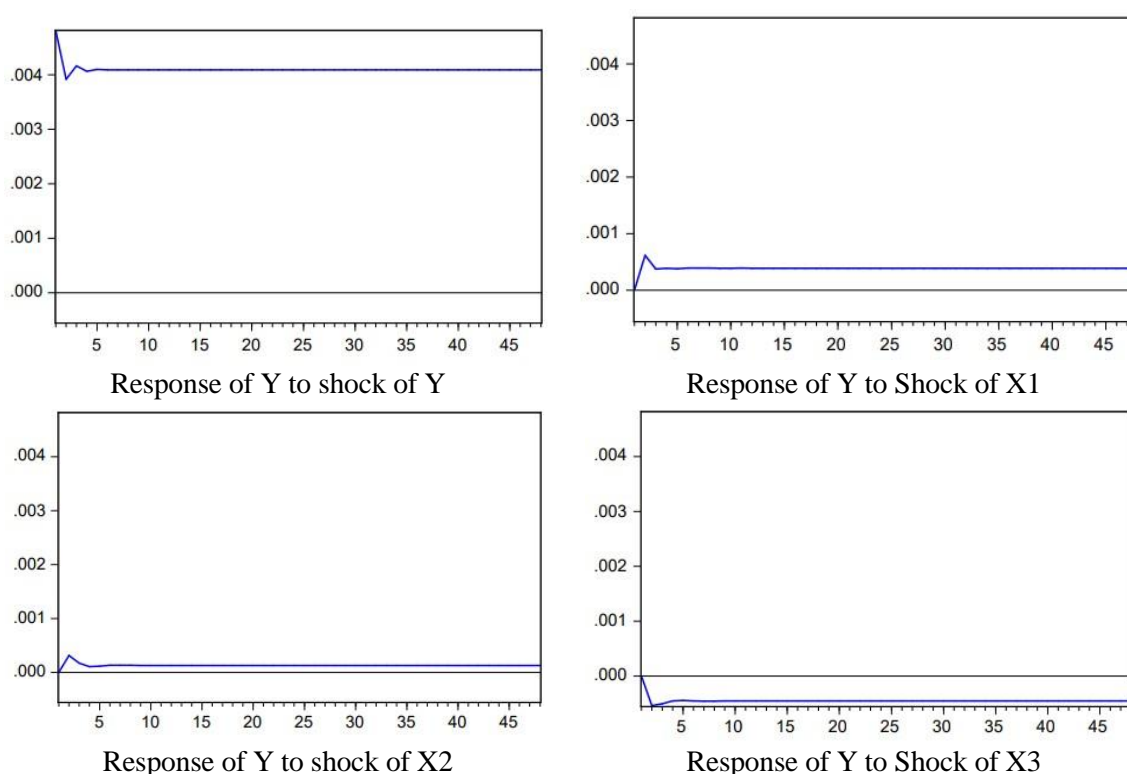 .004
.003
.002
.001
.000
5 10 15 20 25 30 35 40 45
Response of Y to shock of Y
.004
.003
.002
.001
.000
5 10 15 20 25 30 35 40 45
Response of Y to Shock of X1
.004
.003
.002
.001
.000
5 10 15 20 25 30 35 40 45
Response of Y to shock of X2
.004
.003
.002
.001
.000
5 10 15 20 25 30 35 40 45
Response of Y to Shock of X3